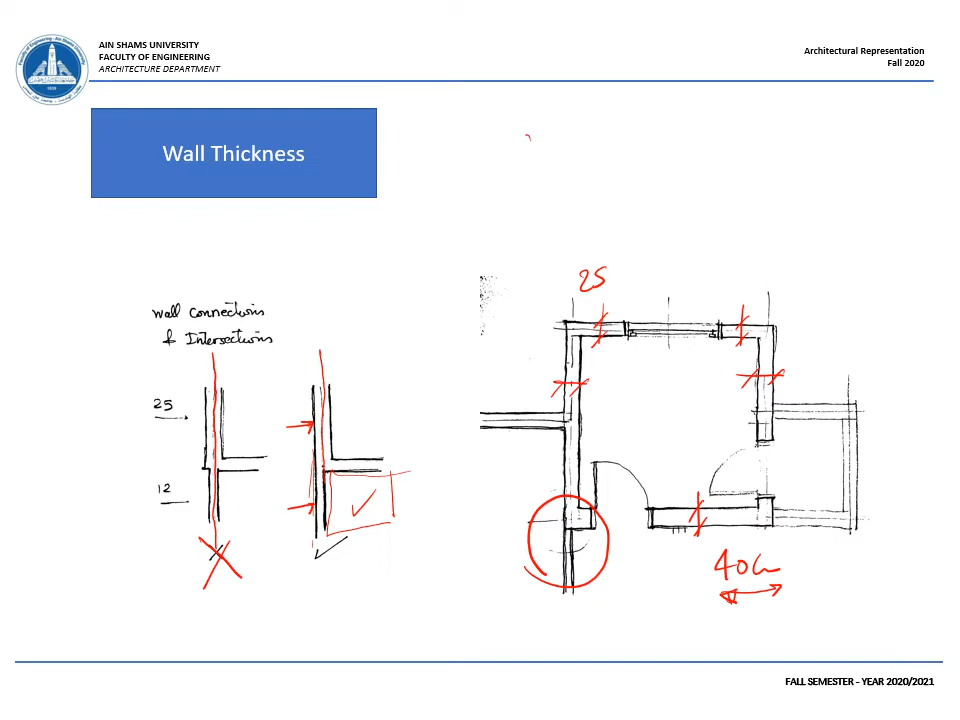 AIN SHAMS UNIVERSITY
FACULTY OF ENGINEERING
ARCHITECTURE DEPARTMENT
Architectural Representation
Fall 2020
Wall Thickness
wall connections
& Intersections
25
12
25
40cm
FALL SEMESTER - YEAR 2020/2021